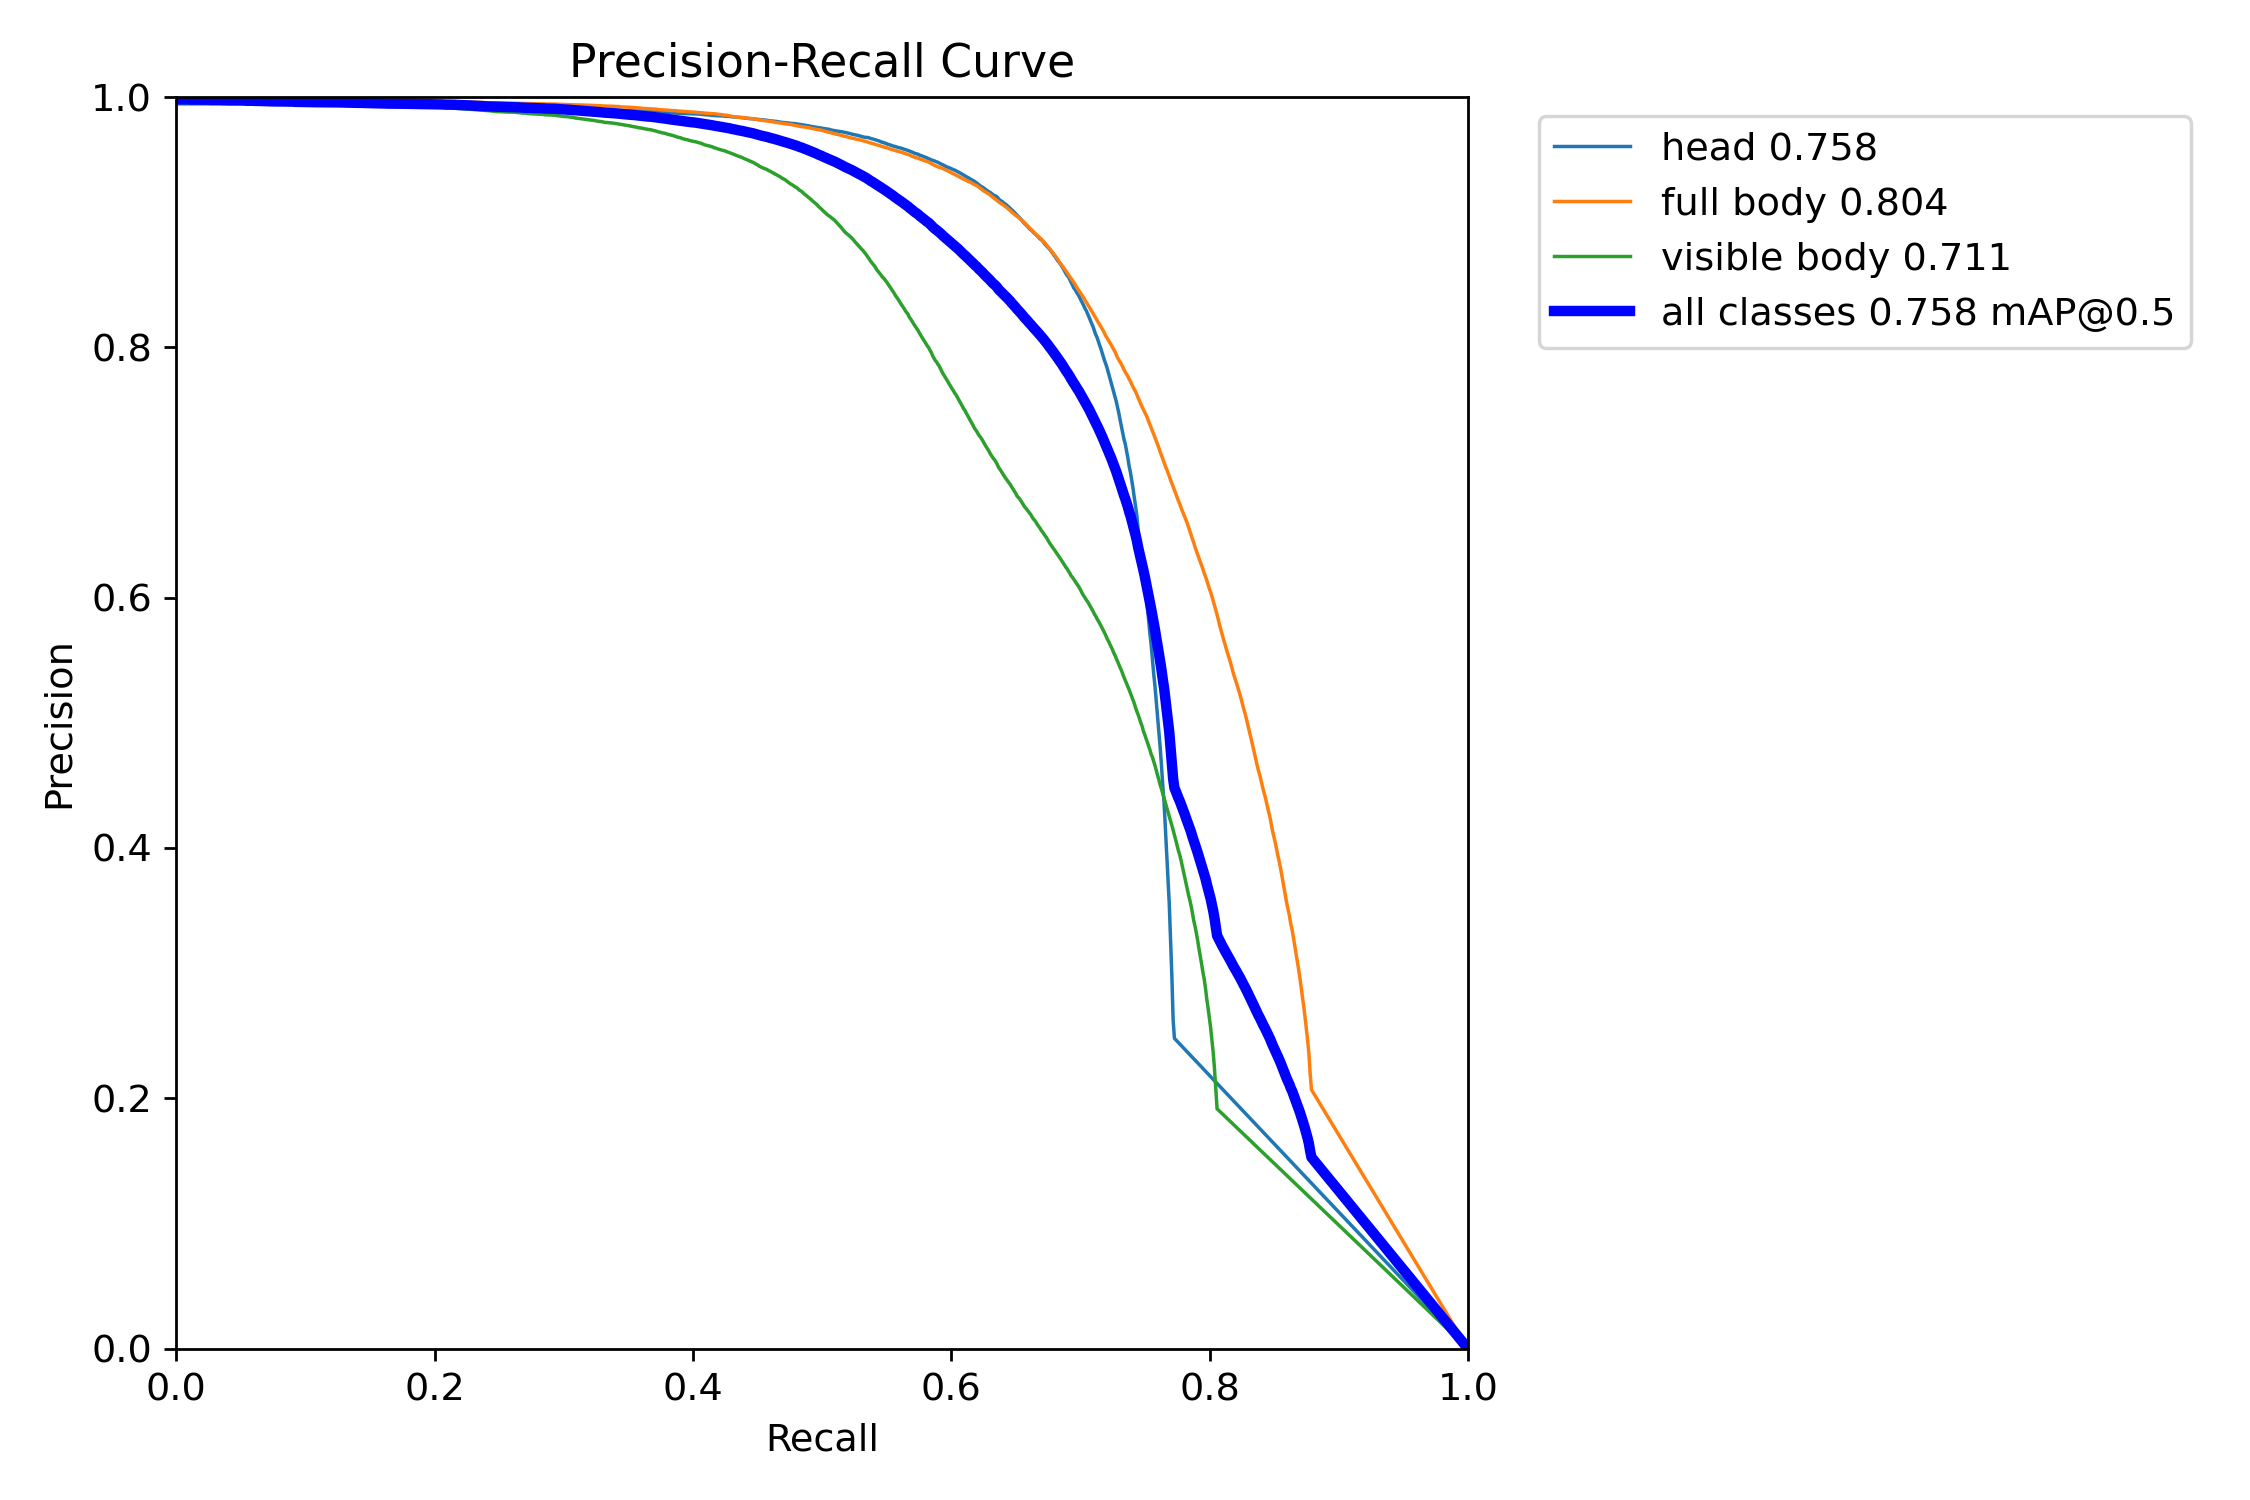 Precision-Recall Curve
1.0
0.8
0.6
0.4
0.2
0.0
Precision
0.0 0.2 0.4 0.6 0.8 1.0
Recall
head 0.758
full body 0.804
visible body 0.711
all classes 0.758 mAP@0.5